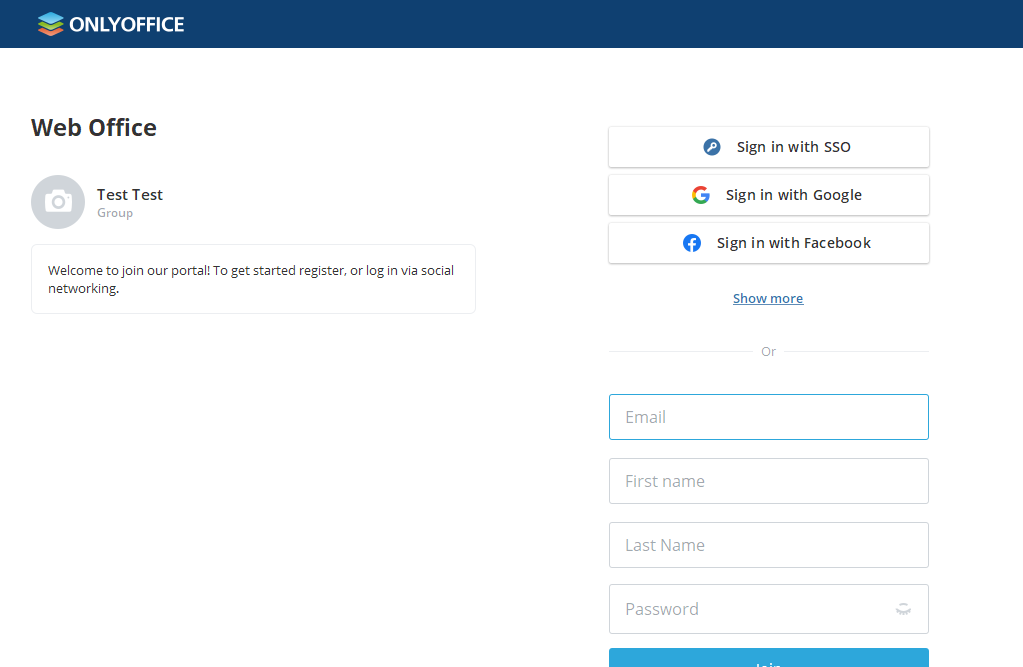 ONLYOFFICE
Web Office
Test Test
Group
Welcome to join our portal! To get started register, or log in via social
networking.
Sign in with SSO
Sign in with Google
Sign in with Facebook
Show more
Or
Email
First name
Last Name
Password
Join